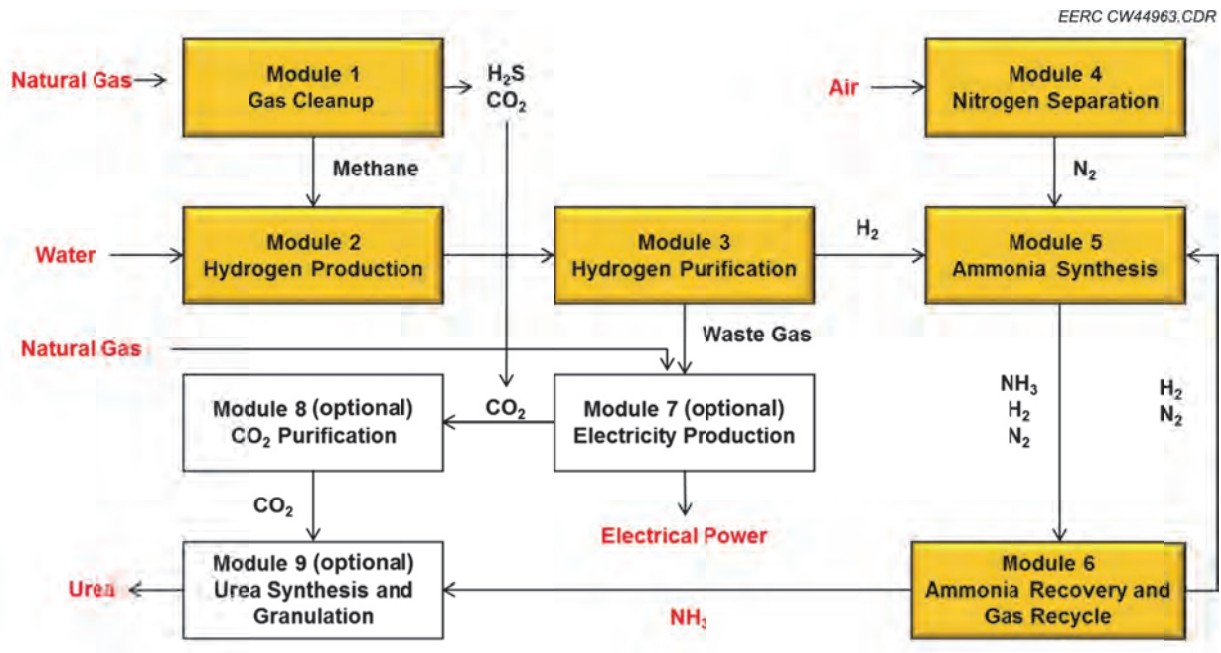 EERC CW44963.CDR
Natural Gas
Module 1
Gas Cleanup
H₂S
CO₂
Air
Module 4
Nitrogen Separation
Methane
N₂
Water
Module 2
Hydrogen Production
Module 3
Hydrogen Purification
H₂
Module 5
Ammonia Synthesis
Natural Gas
Waste Gas
Module 8 (optional)
CO₂ Purification
CO₂
Module 7 (optional)
Electricity Production
NH₃
H₂
N₂
H₂
N₂
CO₂
Electrical Power
Urea
Module 9 (optional)
Urea Synthesis and
Granulation
NH₃
Module 6
Ammonia Recovery and
Gas Recycle